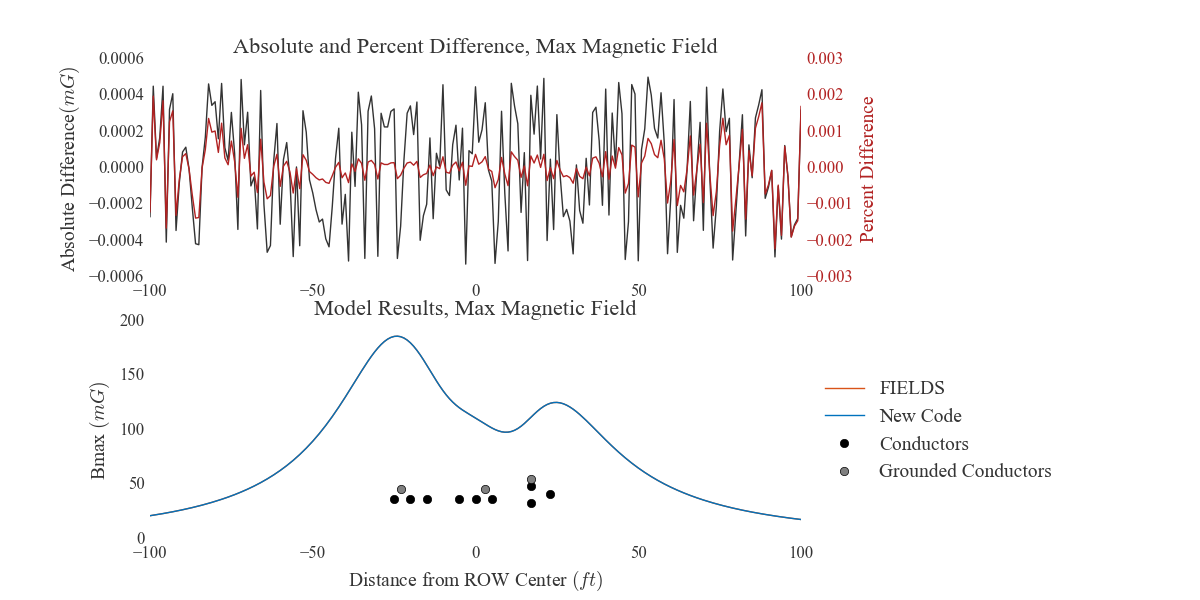 Absolute and Percent Difference, Max Magnetic Field
0.0006
0.0004
0.0002
0.0000
−0.0002
−0.0004
−0.0006
Absolute Difference(mG)
0.003
0.002
0.001
0.000
−0.001
−0.002
−0.003
Percent Difference
−100 −50 0 50 100
Model Results, Max Magnetic Field
200
150
100
50
0
Bmax (mG)
−100 −50 0 50 100
Distance from ROW Center (ft)
FIELDS
New Code
Conductors
Grounded Conductors